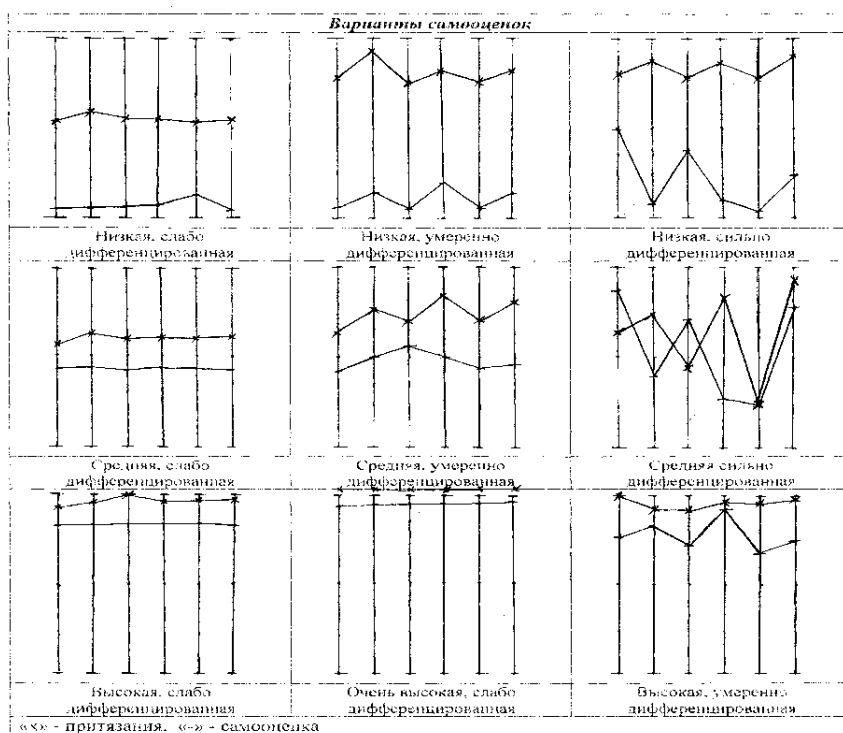 Варианты самооценок
Низкая, слабо
дифференцированная
Низкая, умеренно
дифференцированная
Низкая, сильно
дифференцированная
Средняя, слабо
дифференцированная
Средняя, умеренно
дифференцированная
Средняя сильно
дифференцированная
Высокая, слабо
дифференцированная
Очень высокая, слабо
дифференцированная
Высокая, умеренно
дифференцированная
«×» - притязания, «-» - самооценка